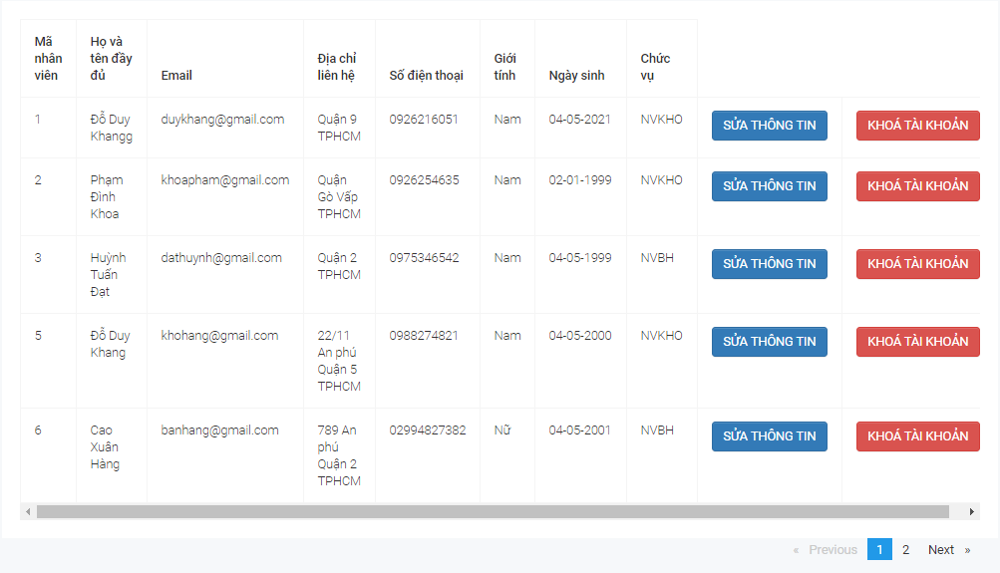 Mã nhân viên Họ và tên đầy đủ Email Địa chỉ liên hệ Số điện thoại Giới tính Ngày sinh Chức vụ
1 Đỗ Duy Khangg duykhang@gmail.com Quận 9 TPHCM 0926216051 Nam 04-05-2021 NVKHO SỬA THÔNG TIN KHOÁ TÀI KHOẢN
2 Phạm Đình Khoa khoapham@gmail.com Quận Gò Vấp TPHCM 0926254635 Nam 02-01-1999 NVKHO SỬA THÔNG TIN KHOÁ TÀI KHOẢN
3 Huỳnh Tuấn Đạt dathuynh@gmail.com Quận 2 TPHCM 0975346542 Nam 04-05-1999 NVBH SỬA THÔNG TIN KHOÁ TÀI KHOẢN
5 Đỗ Duy Khang khohang@gmail.com 22/11 An phú Quận 5 TPHCM 0988274821 Nam 04-05-2000 NVKHO SỬA THÔNG TIN KHOÁ TÀI KHOẢN
6 Cao Xuân Hàng banhang@gmail.com 789 An phú Quận 2 TPHCM 02994827382 Nữ 04-05-2001 NVBH SỬA THÔNG TIN KHOÁ TÀI KHOẢN
« Previous 1 2 Next »